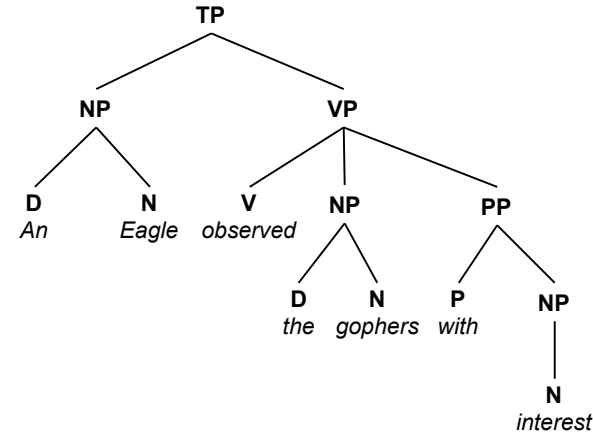 TP
NP VP
D N V NP PP
An Eagle observed
D N P NP
the gophers with
N
interest